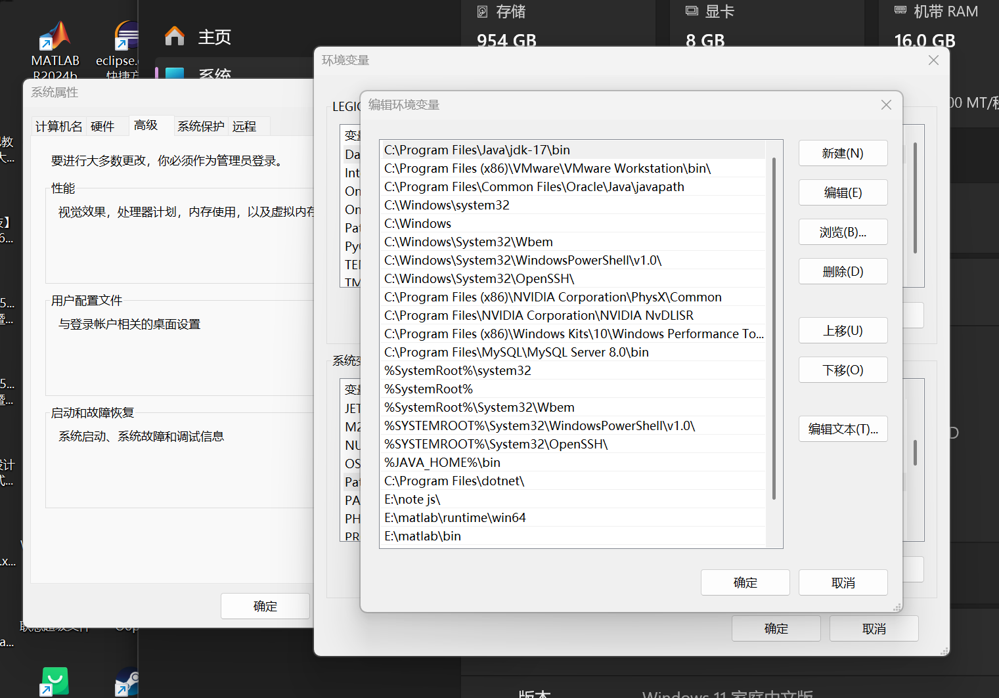 存储
显卡
机带 RAM
954 GB
8 GB
16.0 GB
主页
系统
MATLAB
R2024b
eclipse.
快捷方
环境变量
系统属性
LEGIO
编辑环境变量
计算机名
硬件
高级
系统保护
远程
要进行大多数更改，你必须作为管理员登录。
性能
视觉效果，处理器计划，内存使用，以及虚拟内存
用户配置文件
与登录帐户相关的桌面设置
启动和故障恢复
系统启动、系统故障和调试信息
确定
变量
Da
Int
On
On
Pat
PyC
TEM
TM
系统变
变量
JET
M2
NU
OS
Pat
PA
PH
PR
C:\Program Files\Java\jdk-17\bin
C:\Program Files (x86)\VMware\VMware Workstation\bin\
C:\Program Files\Common Files\Oracle\Java\javapath
C:\Windows\system32
C:\Windows
C:\Windows\System32\Wbem
C:\Windows\System32\WindowsPowerShell\v1.0\
C:\Windows\System32\OpenSSH\
C:\Program Files (x86)\NVIDIA Corporation\PhysX\Common
C:\Program Files\NVIDIA Corporation\NVIDIA NvDLISR
C:\Program Files (x86)\Windows Kits\10\Windows Performance To...
C:\Program Files\MySQL\MySQL Server 8.0\bin
%SystemRoot%\system32
%SystemRoot%
%SystemRoot%\System32\Wbem
%SYSTEMROOT%\System32\WindowsPowerShell\v1.0\
%SYSTEMROOT%\System32\OpenSSH\
%JAVA_HOME%\bin
C:\Program Files\dotnet\
E:\note js\
E:\matlab\runtime\win64
E:\matlab\bin
新建(N)
编辑(E)
浏览(B)...
删除(D)
上移(U)
下移(O)
编辑文本(T)...
确定
取消
确定
取消
00 MT/秒
D
版本
Windows 11 家庭中文版